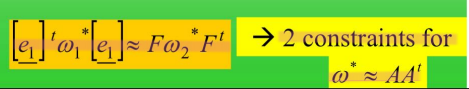 [e₁]ᵗω₁*[e₁]≈ Fω₂*Fᵗ
→ 2 constraints for
ω* ≈ AAᵗ